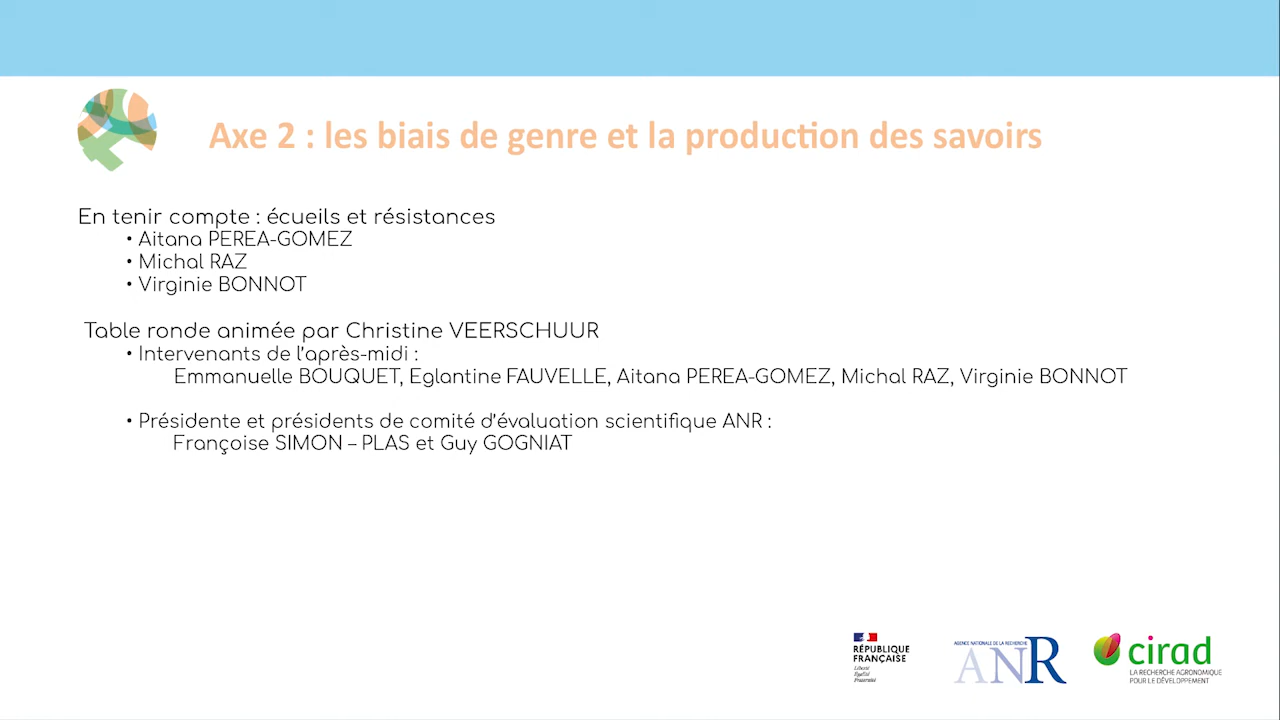 Axe 2 : les biais de genre et la production des savoirs
En tenir compte : écueils et résistances
• Aitana PEREA-GOMEZ
• Michal RAZ
• Virginie BONNOT
Table ronde animée par Christine VEERSCHUUR
• Intervenants de l'après-midi :
Emmanuelle BOUQUET, Eglantine FAUVELLE, Aitana PEREA-GOMEZ, Michal RAZ, Virginie BONNOT
• Présidente et présidents de comité d'évaluation scientifique ANR :
Françoise SIMON – PLAS et Guy GOGNIAT
RÉPUBLIQUE
FRANÇAISE
Liberté
Égalité
Fraternité
AGENCE NATIONALE DE LA RECHERCHE
ANR
cirad
LA RECHERCHE AGRONOMIQUE
POUR LE DÉVELOPPEMENT